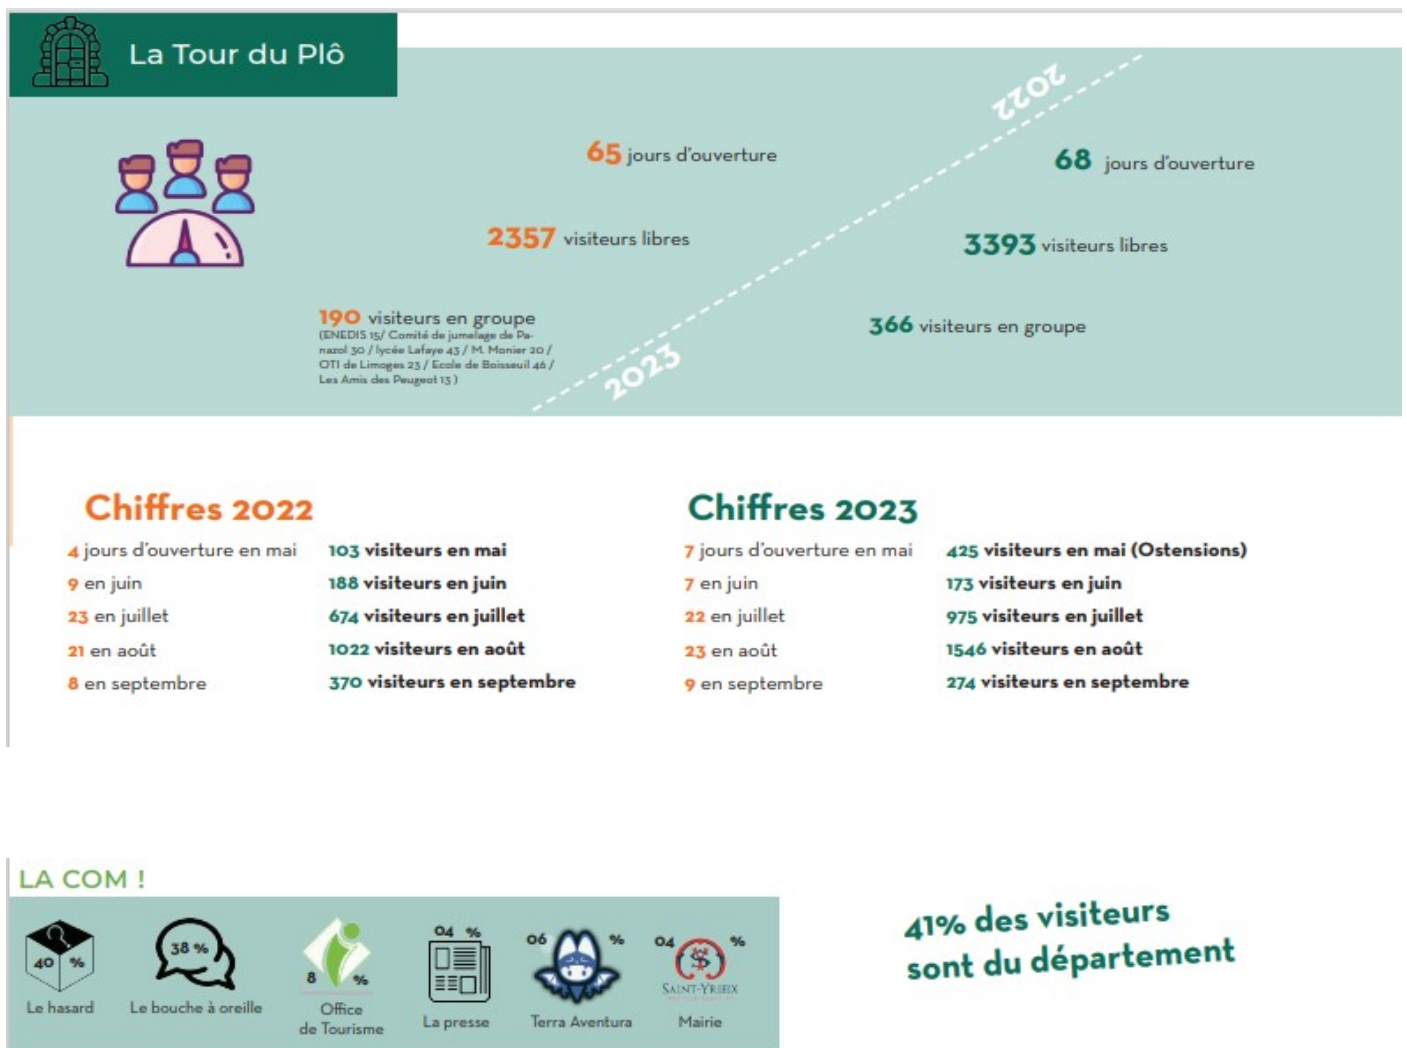 La Tour du Plô
2022
65 jours d'ouverture
68 jours d'ouverture
2357 visiteurs libres
3393 visiteurs libres
190 visiteurs en groupe
(ENEDIS 15/ Comité de jumelage de Pa-
nazol 30 / lycée Lafaye 43 / M. Monier 20 /
OTI de Limoges 23 / Ecole de Boisseuil 46 /
Les Amis des Peugeot 13 )
366 visiteurs en groupe
2023
Chiffres 2022
4 jours d'ouverture en mai
9 en juin
23 en juillet
21 en août
8 en septembre
103 visiteurs en mai
188 visiteurs en juin
674 visiteurs en juillet
1022 visiteurs en août
370 visiteurs en septembre
Chiffres 2023
7 jours d'ouverture en mai
7 en juin
22 en juillet
23 en août
9 en septembre
425 visiteurs en mai (Ostensions)
173 visiteurs en juin
975 visiteurs en juillet
1546 visiteurs en août
274 visiteurs en septembre
LA COM !
40 %
Le hasard
38 %
Le bouche à oreille
8 %
Office
de Tourisme
04 %
La presse
06 %
Terra Aventura
04 %
SAINT-YRIEIX
Mairie
41% des visiteurs
sont du département